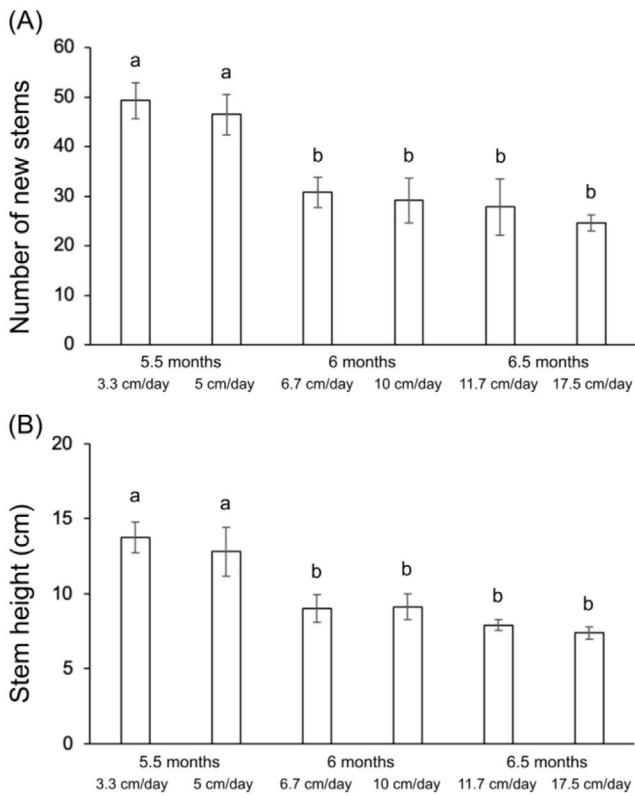 (A)
Number of new stems
60
50
40
30
20
10
0
a a b b b b
5.5 months 6 months 6.5 months
3.3 cm/day 5 cm/day 6.7 cm/day 10 cm/day 11.7 cm/day 17.5 cm/day
(B)
Stem height (cm)
20
15
10
5
0
a a b b b b
5.5 months 6 months 6.5 months
3.3 cm/day 5 cm/day 6.7 cm/day 10 cm/day 11.7 cm/day 17.5 cm/day